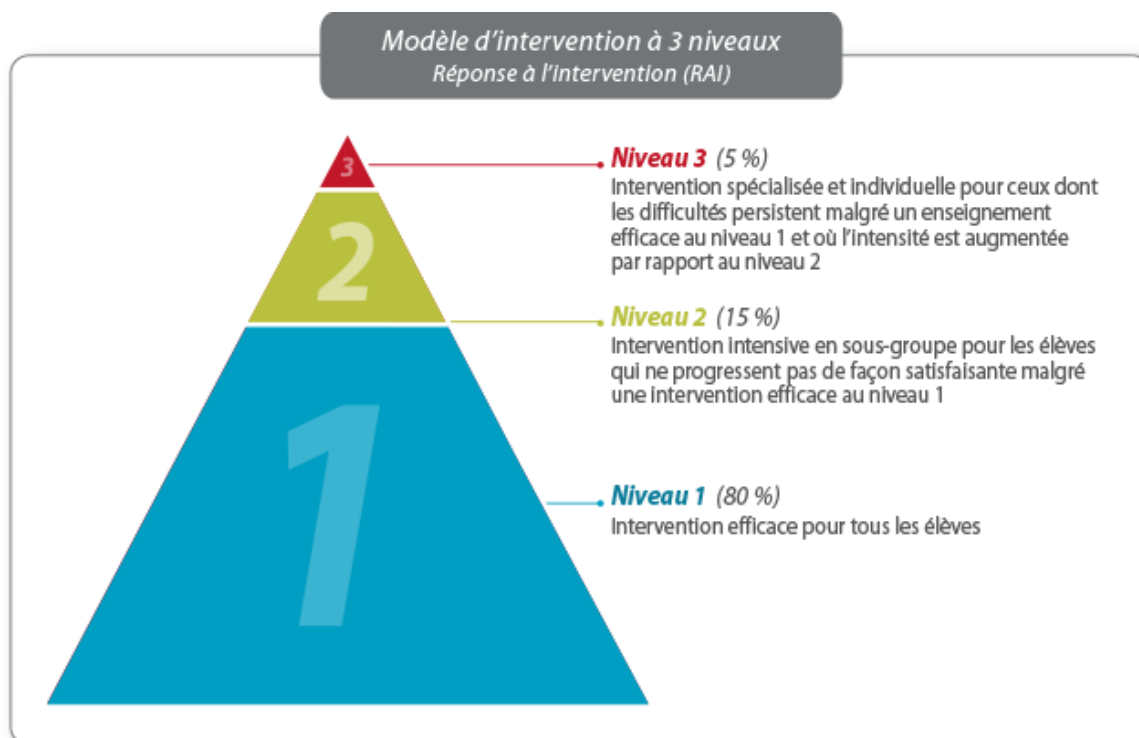 Modèle d'intervention à 3 niveaux
Réponse à l'intervention (RAI)
3
Niveau 3 (5 %)
Intervention spécialisée et individuelle pour ceux dont
les difficultés persistent malgré un enseignement
efficace au niveau 1 et où l'intensité est augmentée
par rapport au niveau 2
2
Niveau 2 (15 %)
Intervention intensive en sous-groupe pour les élèves
qui ne progressent pas de façon satisfaisante malgré
une intervention efficace au niveau 1
1
Niveau 1 (80 %)
Intervention efficace pour tous les élèves